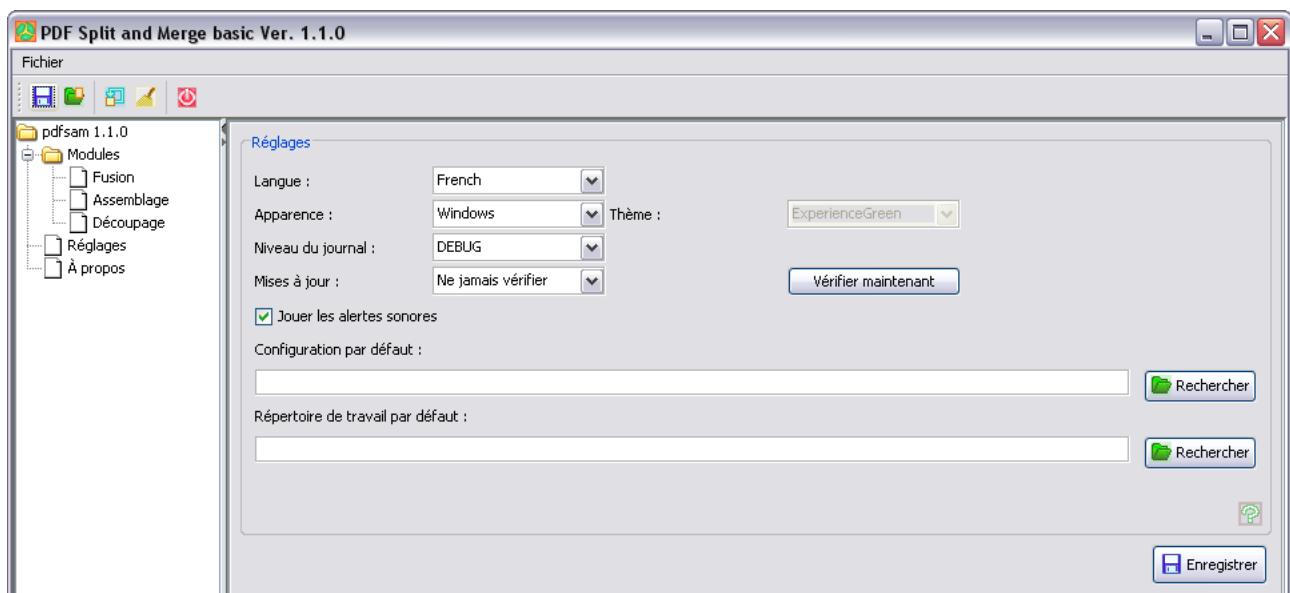 PDF Split and Merge basic Ver. 1.1.0
Fichier
pdfsam 1.1.0
Modules
Fusion
Assemblage
Découpage
Réglages
À propos
Réglages
Langue : French
Apparence : Windows Thème : ExperienceGreen
Niveau du journal : DEBUG
Mises à jour : Ne jamais vérifier Vérifier maintenant
Jouer les alertes sonores
Configuration par défaut :
Rechercher
Répertoire de travail par défaut :
Rechercher
Enregistrer